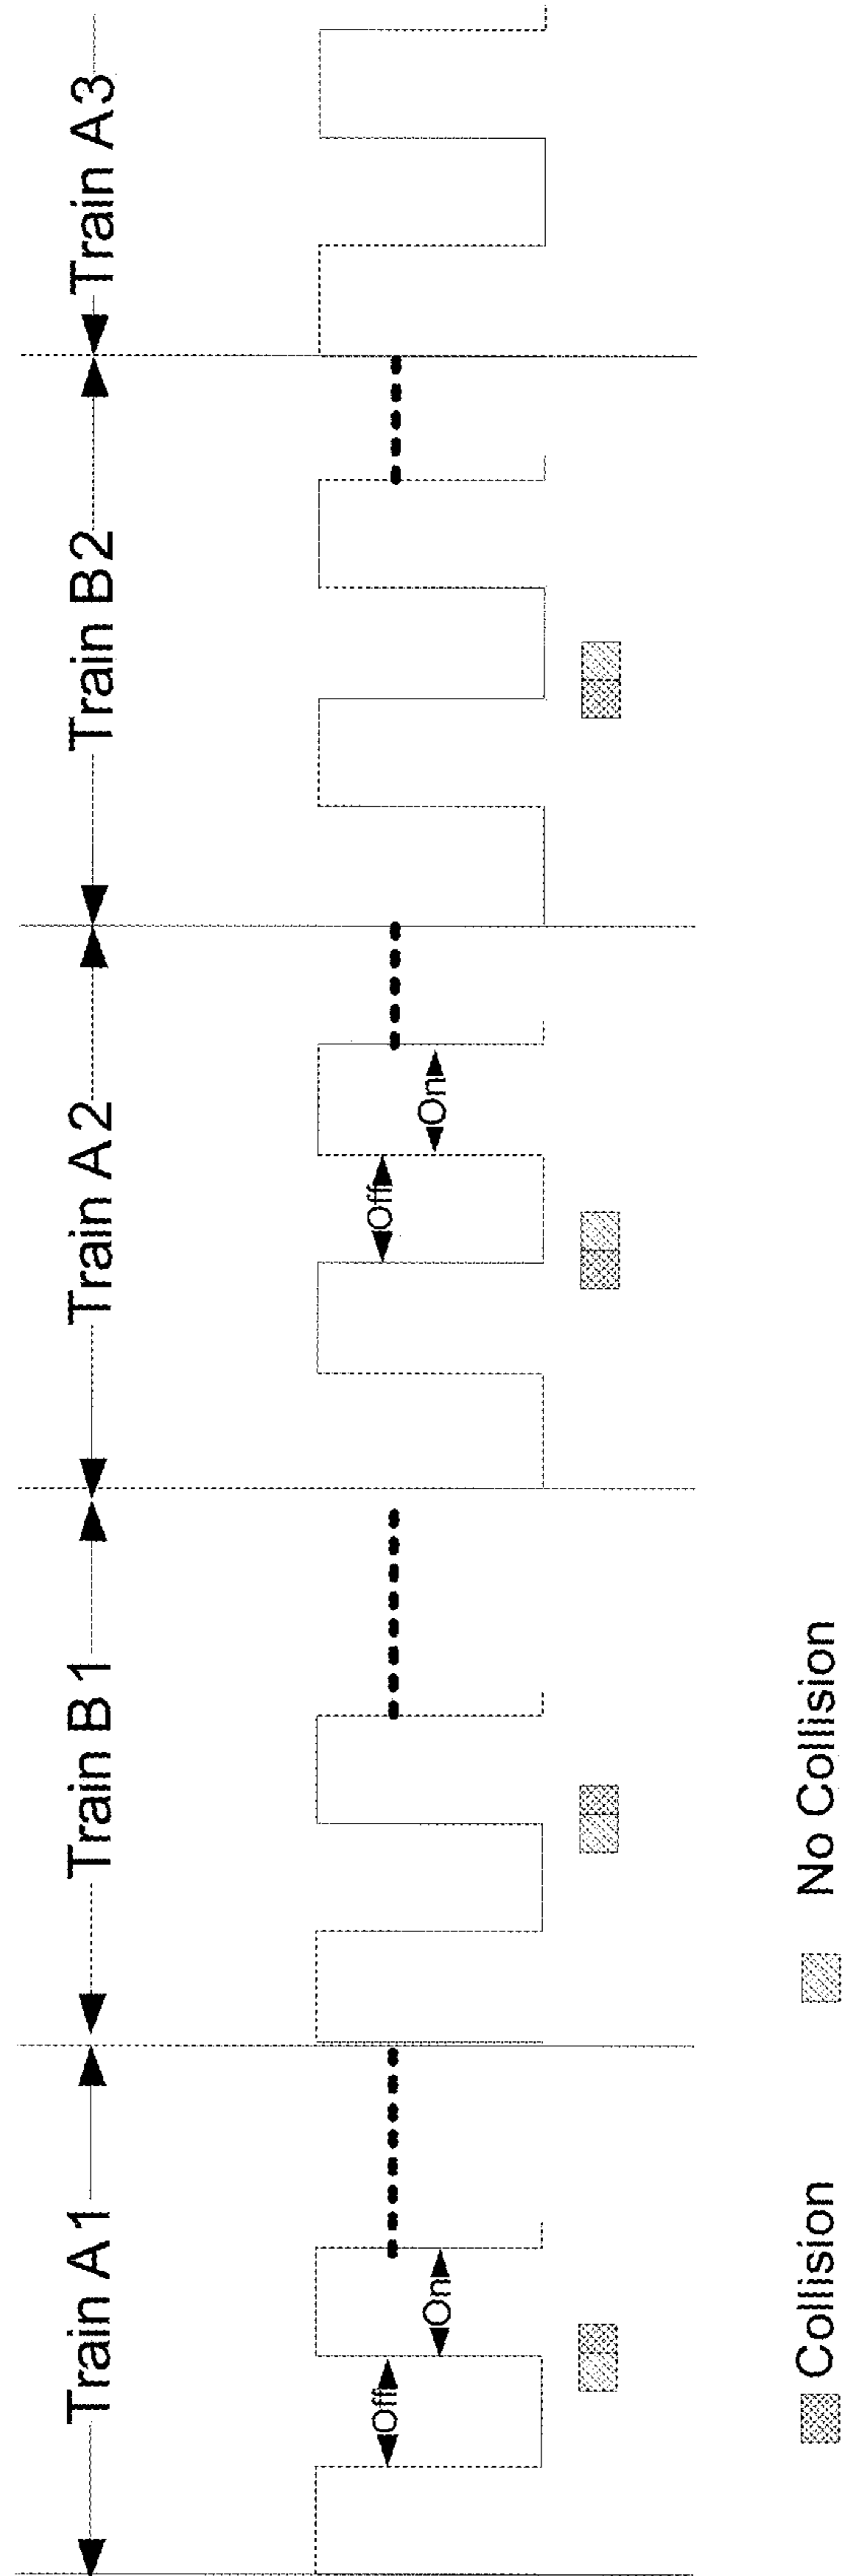 Train A1
Train B1
Train A2
Train B2
Train A3
Off
On
Off
On
Collision
No Collision